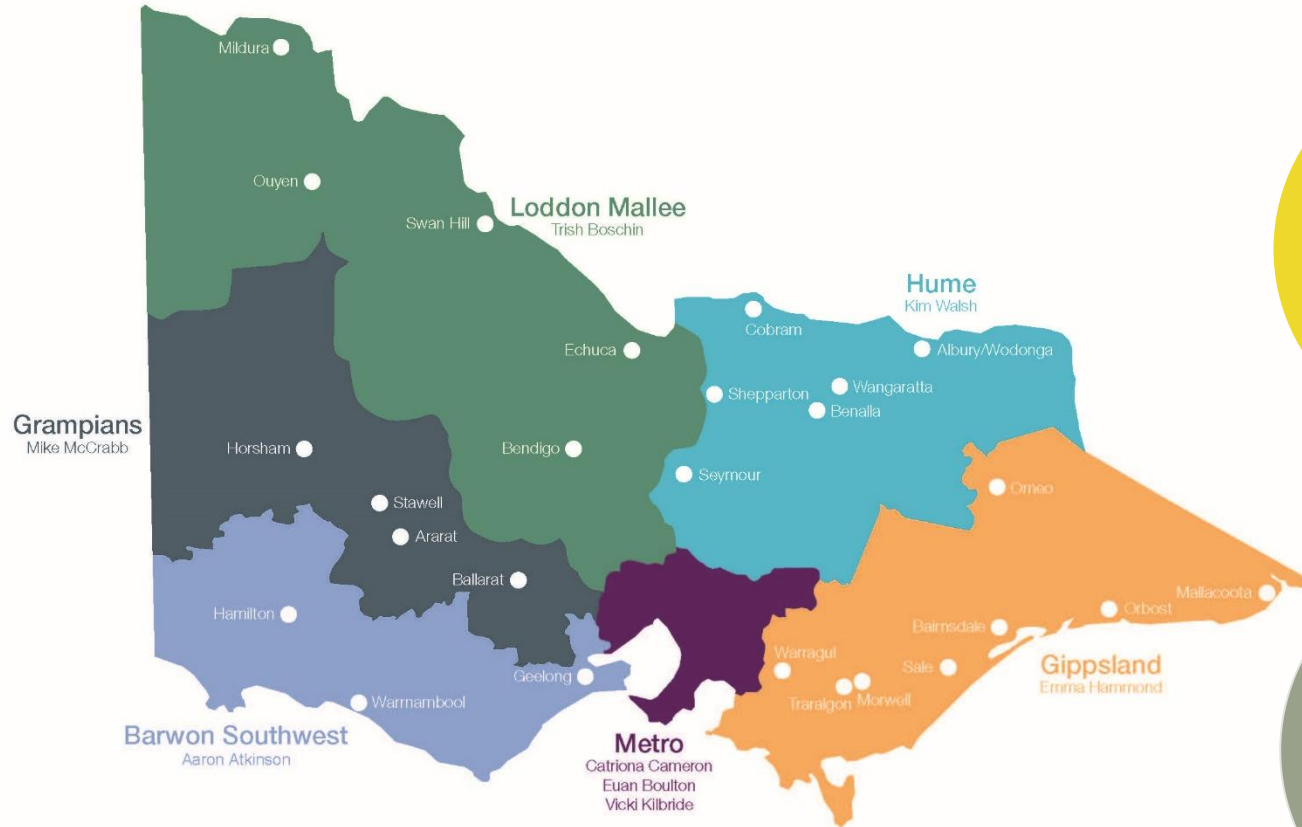 Mildura
Ouyen
Swan Hill
Loddon Mallee
Trish Boschin
Hume
Kim Walsh
Cobram
Echuca
Albury/Wodonga
Shepparton
Wangaratta
Benalla
Grampians
Mike McCrabb
Horsham
Bendigo
Seymour
Stawell
Omeo
Ararat
Ballarat
Mallacoota
Hamilton
Orbost
Bairnsdale
Warragul
Sale
Geelong
Gippsland
Emma Hammond
Traralgon
Morwell
Warrnambool
Barwon Southwest
Aaron Atkinson
Metro
Catriona Cameron
Euan Boulton
Vicki Kilbride